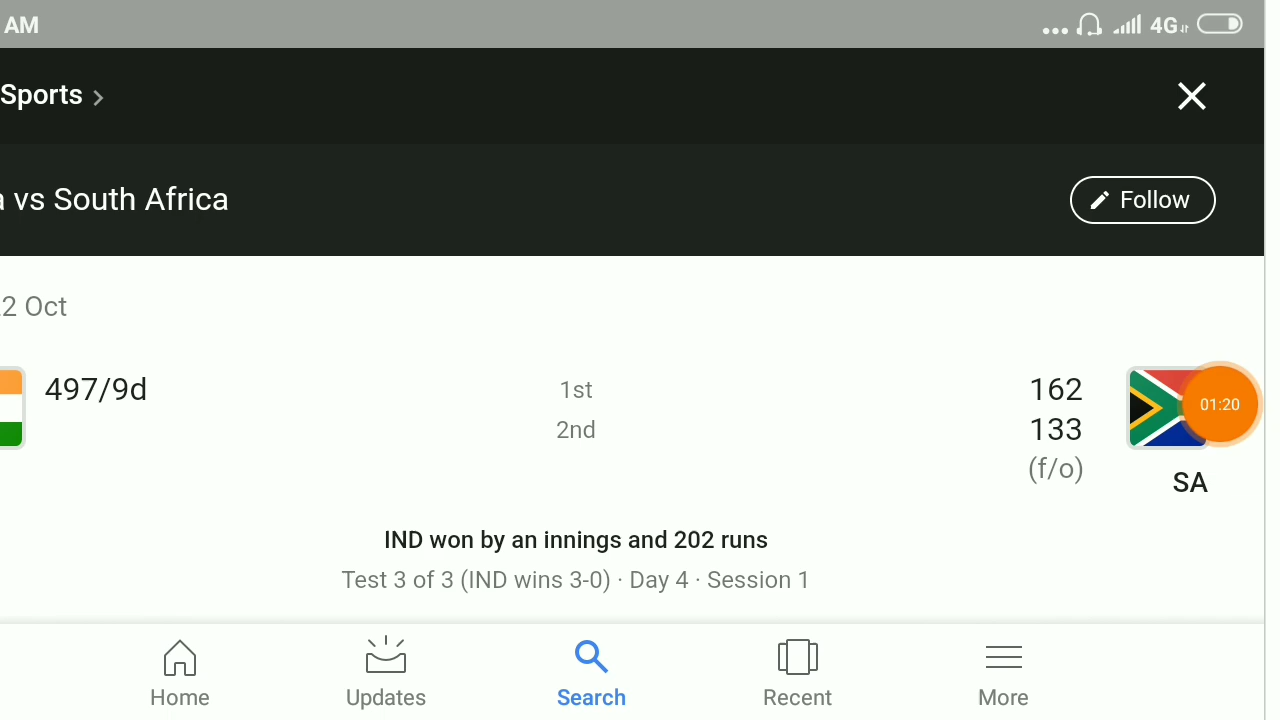 AM
4G
Sports
a vs South Africa
Follow
2 Oct
497/9d
1st
162
2nd
133
(f/o)
01:20
SA
IND won by an innings and 202 runs
Test 3 of 3 (IND wins 3-0) · Day 4 · Session 1
Home
Updates
Search
Recent
More